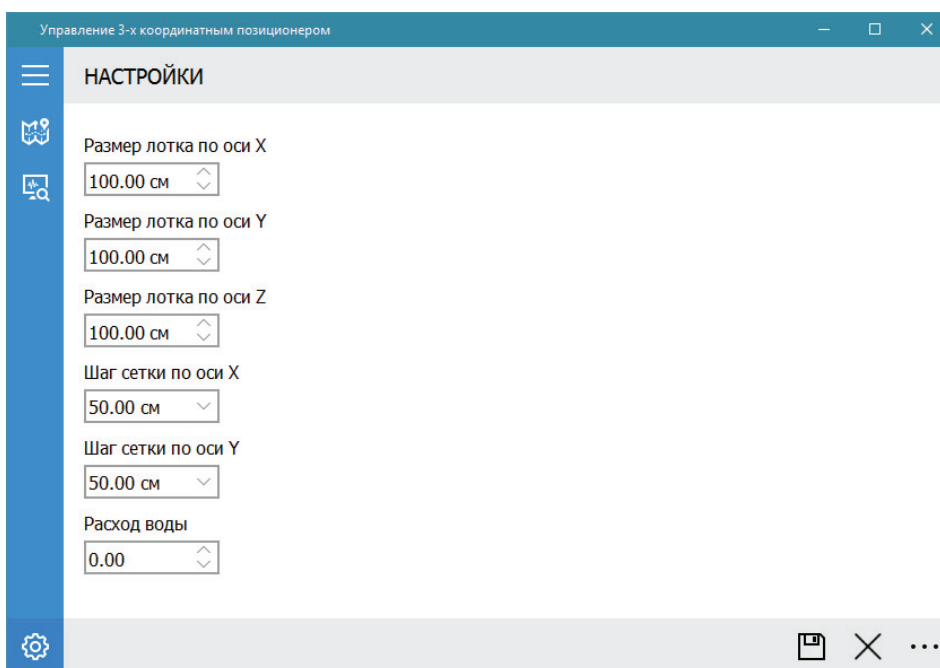 Управление 3-х координатным позиционером
НАСТРОЙКИ
Размер лотка по оси X
100.00 см
Размер лотка по оси Y
100.00 см
Размер лотка по оси Z
100.00 см
Шаг сетки по оси X
50.00 см
Шаг сетки по оси Y
50.00 см
Расход воды
0.00